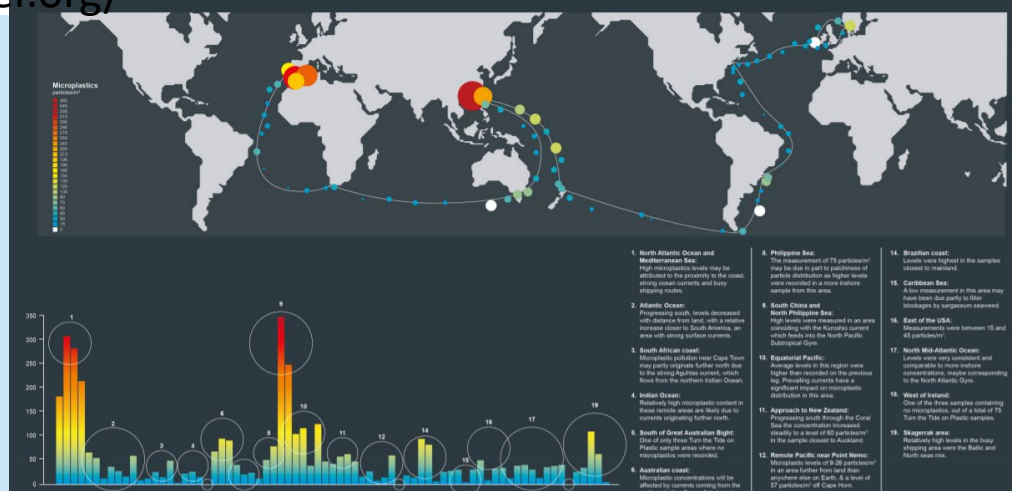 er.org/
Microplastics
particles/m³
350
300
250
200
150
100
50
0
1
2
3
4
5
6
8
9
10
11
12
14
15
16
17
19
1. North Atlantic Ocean and
Mediterranean Sea:
High microplastics levels may be
attributed to the proximity to the coast,
strong ocean currents and busy
shipping routes.
2. Atlantic Ocean:
Progressing south, levels decreased
with distance from land, with a relative
increase closer to South America, an
area with strong surface currents.
3. South African coast:
Microplastic pollution near Cape Town
may partly originate further north due
to the strong Agulhas current, which
flows from the northern Indian Ocean.
4. Indian Ocean:
Relatively high microplastic content in
these remote areas are likely due to
currents originating further north.
5. South of Great Australian Bight:
One of only three Turn the Tide on
Plastic sample areas where no
microplastics were recorded.
6. Australian coast:
Microplastic concentrations will be
affected by currents coming from the
8. Philippine Sea:
The measurement of 75 particles/m³
may be due in part to patchiness of
particle distribution as higher levels
were recorded in a more inshore
sample from this area.
9. South China and
North Philippine Sea:
High levels were measured in an area
coinciding with the Kuroshio current
which feeds into the North Pacific
Subtropical Gyre.
10. Equatorial Pacific:
Average levels in this region were
higher than recorded on the previous
leg. Prevailing currents have a
significant impact on microplastic
distribution in this area.
11. Approach to New Zealand:
Progressing south through the Coral
Sea the concentration increased
steadily to a level of 60 particles/m³
in the sample closest to Auckland.
12. Remote Pacific near Point Nemo:
Microplastic levels of 9-26 particles/m³
in an area further from land than
anywhere else on Earth, & a level of
57 particles/m³ off Cape Horn.
14. Brazilian coast:
Levels were highest in the samples
closest to mainland.
15. Caribbean Sea:
A low measurement in this area may
have been due partly to filter
blockages by sargassum seaweed.
16. East of the USA:
Measurements were between 15 and
45 particles/m³.
17. North Mid-Atlantic Ocean:
Levels were very consistent and
comparable to more inshore
concentrations, maybe corresponding
to the North Atlantic Gyre.
18. West of Ireland:
One of the three samples containing
no microplastics, out of a total of 75
Turn the Tide on Plastic samples.
19. Skagerrak area:
Relatively high levels in the busy
shipping area were the Baltic and
North seas mix.